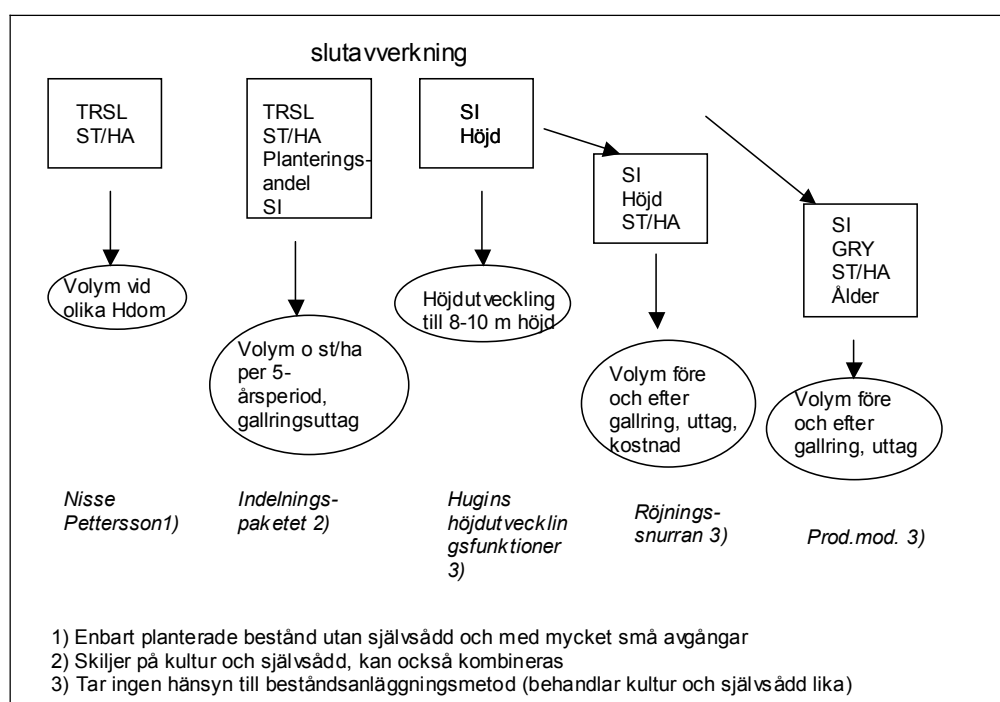 slutavverkning
TRSL
ST/HA
TRSL
ST/HA
Planterings-
andel
SI
SI
Höjd
SI
Höjd
ST/HA
SI
GRY
ST/HA
Ålder
Volym vid
olika Hdom
Volym o st/ha
per 5-
årsperiod,
gallringsuttag
Höjdutveckling
till 8-10 m höjd
Volym före
och efter
gallring, uttag,
kostnad
Volym före
och efter
gallring, uttag
Nisse
Pettersson1)
Indelnings-
paketet 2)
Hugins
höjdutvecklin
gsfunktioner
3)
Röjnings-
snurran 3)
Prod.mod. 3)
1) Enbart planterade bestånd utan självsådd och med mycket små avgångar
2) Skiljer på kultur och självsådd, kan också kombineras
3) Tar ingen hänsyn till beståndsanläggningsmetod (behandlar kultur och självsådd lika)